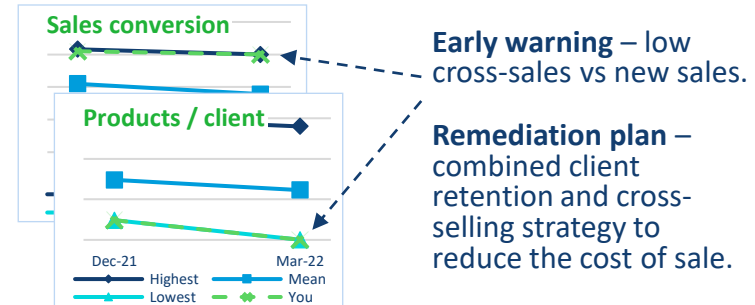 Sales conversion
Products / client
Dec-21 Mar-22
Highest Mean
Lowest You
Early warning – low
cross-sales vs new sales.
Remediation plan –
combined client
retention and cross-
selling strategy to
reduce the cost of sale.